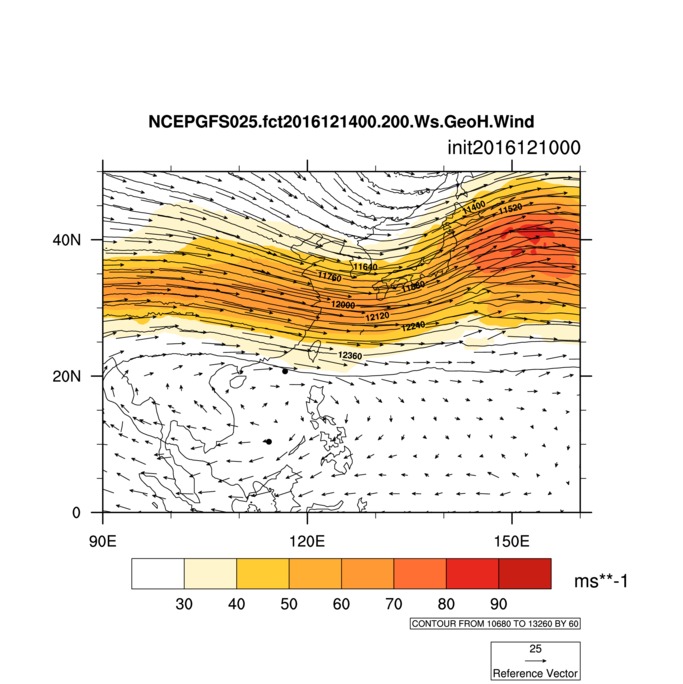 NCEPGFS025.fct2016121400.200.Ws.GeoH.Wind
init2016121000
11400
11520
40N
11640
11760
11880
12000
12120
12240
12360
20N
0
90E 120E 150E
30 40 50 60 70 80 90
ms**-1
CONTOUR FROM 10680 TO 13260 BY 60
25
Reference Vector